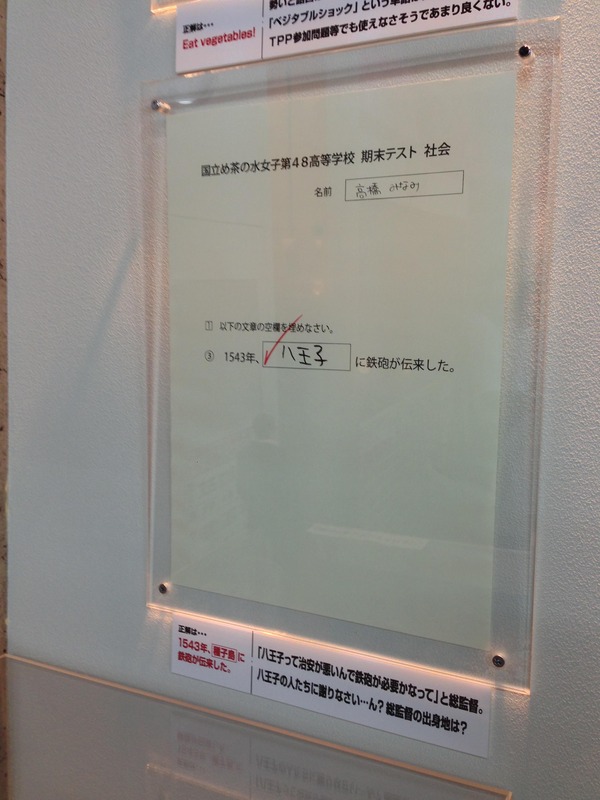 正解は…
Eat vegetables!
「ベジタブルショック」という単語が
TPP参加問題等でも使えなさそうであまり良くない。
国立め茶の水女子第48高等学校 期末テスト 社会
名前 高橋 みなみ
① 以下の文章の空欄を埋めなさい。
③ 1543年、八王子に鉄砲が伝来した。
正解は…
1543年、種子島に
鉄砲が伝来した。
「八王子って治安が悪いんで鉄砲が必要かなって」と総監督。
八王子の人たちに謝りなさい…ん?総監督の出身地は?